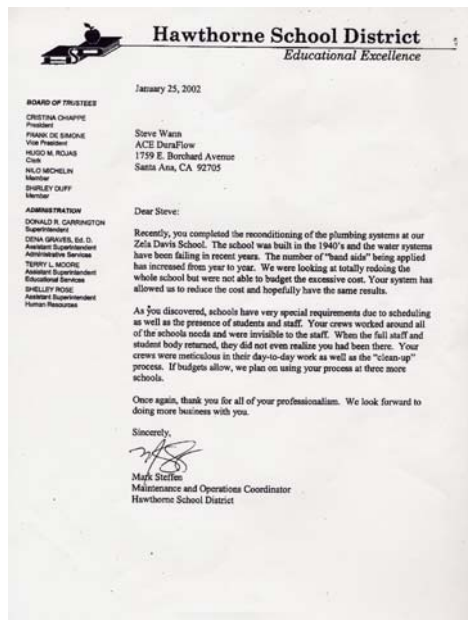 Hawthorne School District
Educational Excellence
January 25, 2002
BOARD OF TRUSTEES
CRISTINA CHIAPPE
President
FRANK DE SIMONE
Vice President
HUGO M. ROJAS
Clerk
NILO MICHELIN
Member
SHIRLEY DUFF
Member
ADMINISTRATION
DONALD R. CARRINGTON
Superintendent
DENA GRAVES, Ed. D.
Assistant Superintendent
Administrative Services
TERRY L. MOORE
Assistant Superintendent
Educational Services
SHELLEY ROSE
Assistant Superintendent
Human Resources
Steve Wann
ACE DuraFlow
1759 E. Borchard Avenue
Santa Ana, CA 92705
Dear Steve:
Recently, you completed the reconditioning of the plumbing systems at our
Zela Davis School. The school was built in the 1940's and the water systems
have been failing in recent years. The number of "band aids" being applied
has increased from year to year. We were looking at totally redoing the
whole school but were not able to budget the excessive cost. Your system has
allowed us to reduce the cost and hopefully have the same results.
As you discovered, schools have very special requirements due to scheduling
as well as the presence of students and staff. Your crews worked around all
of the schools needs and were invisible to the staff. When the full staff and
student body returned, they did not even realize you had been there. Your
crews were meticulous in their day-to-day work as well as the "clean-up"
process. If budgets allow, we plan on using your process at three more
schools.
Once again, thank you for all of your professionalism. We look forward to
doing more business with you.
Sincerely,
Mark Steffen
Maintenance and Operations Coordinator
Hawthorne School District